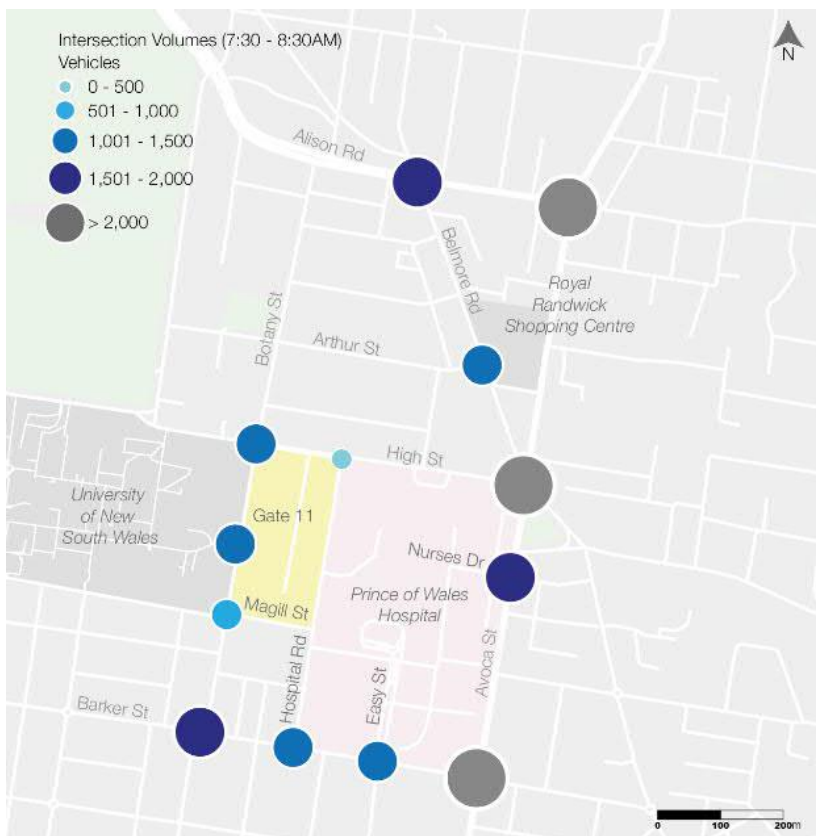 Intersection Volumes (7:30 - 8:30AM)
Vehicles
0 - 500
501 - 1,000
1,001 - 1,500
1,501 - 2,000
> 2,000
N
Alison Rd
Belmore Rd
Royal
Randwick
Shopping Centre
Botany St
Arthur St
High St
University
of New
South Wales
Gate 11
Nurses Dr
Prince of Wales
Hospital
Magill St
Hospital Rd
Easy St
Avoca St
Barker St
0 100 200m